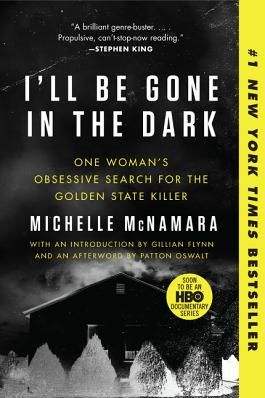 "A brilliant genre-buster. . . .
Propulsive, can't-stop-now reading."
—STEPHEN KING
I'LL BE GONE
IN THE DARK
ONE WOMAN'S
OBSESSIVE SEARCH FOR THE
GOLDEN STATE KILLER
MICHELLE McNAMARA
WITH AN INTRODUCTION BY GILLIAN FLYNN
AND AN AFTERWORD BY PATTON OSWALT
SOON
TO BE AN
HBO
DOCUMENTARY
SERIES
#1 NEW YORK TIMES BESTSELLER